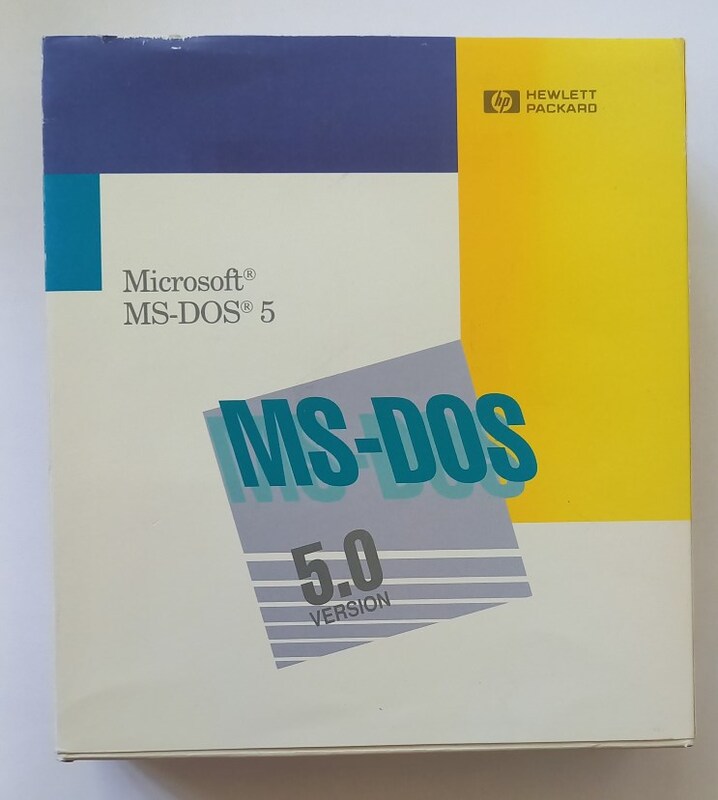 hp HEWLETT
PACKARD
Microsoft®
MS-DOS® 5
MS-DOS
5.0
VERSION